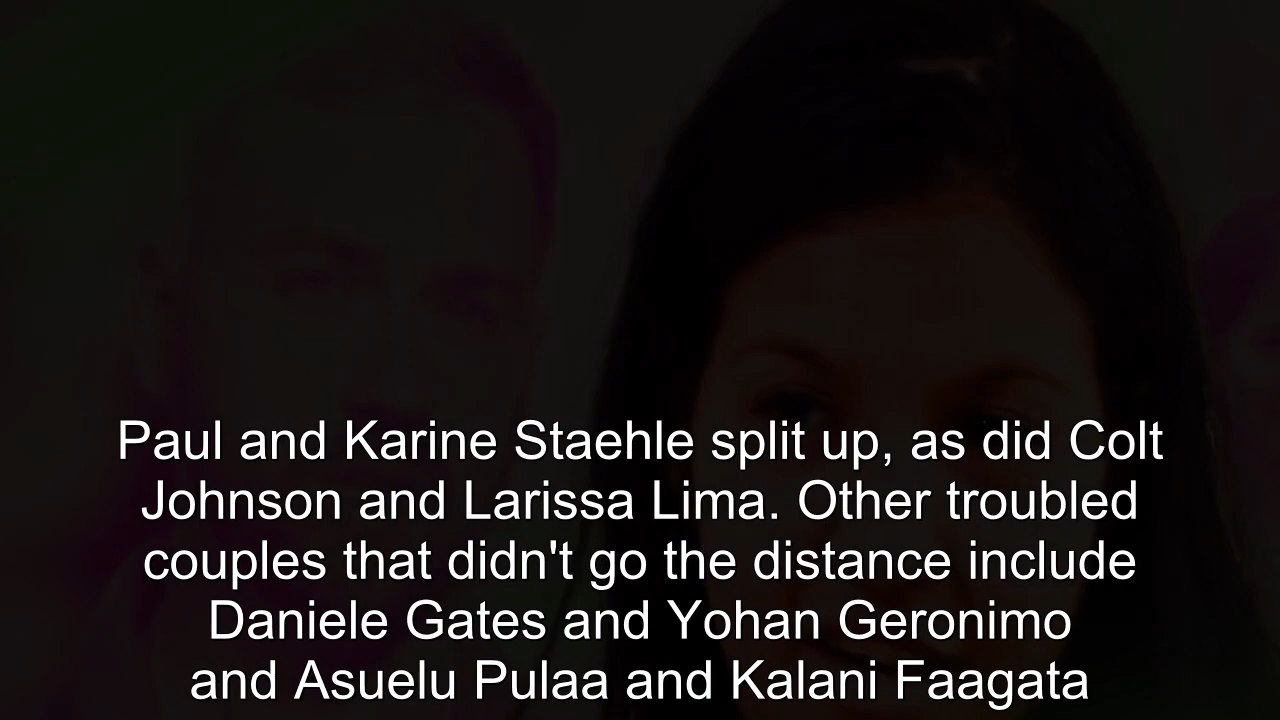 Paul and Karine Staehle split up, as did Colt
Johnson and Larissa Lima. Other troubled
couples that didn't go the distance include
Daniele Gates and Yohan Geronimo
and Asuelu Pulaa and Kalani Faagata